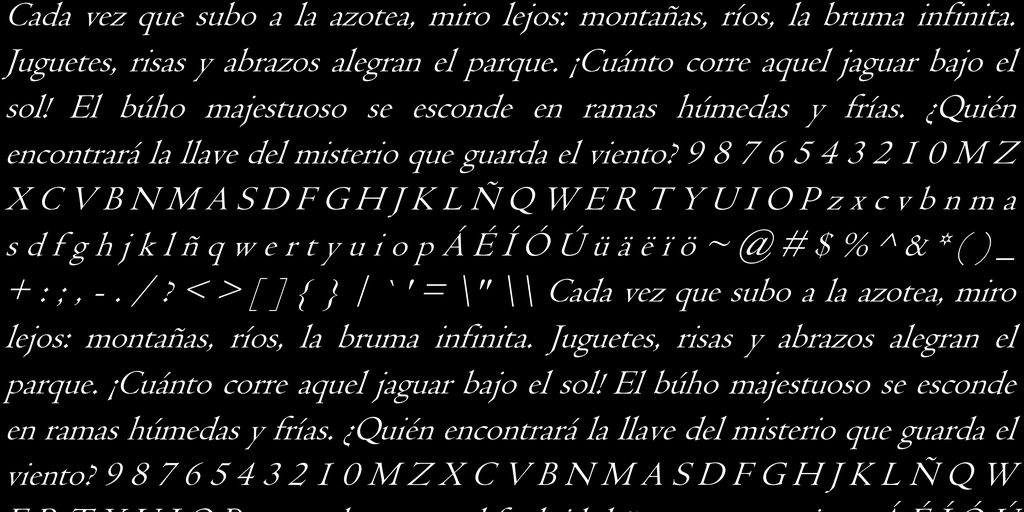 Cada vez que subo a la azotea, miro lejos: montañas, ríos, la bruma infinita.
Juguetes, risas y abrazos alegran el parque. ¡Cuánto corre aquel jaguar bajo el
sol! El búho majestuoso se esconde en ramas húmedas y frías. ¿Quién
encontrará la llave del misterio que guarda el viento? 9 8 7 6 5 4 3 2 1 0 M Z
X C V B N M A S D F G H J K L Ñ Q W E R T Y U I O P z x c v b n m a
s d f g h j k l ñ q w e r t y u i o p Á É Í Ó Ú ü ä ë ï ö ~ @ # $ % ^ & * ( ) _
+ : ; , - . / ? < > [ ] { } | ` ' = \" \\ Cada vez que subo a la azotea, miro
lejos: montañas, ríos, la bruma infinita. Juguetes, risas y abrazos alegran el
parque. ¡Cuánto corre aquel jaguar bajo el sol! El búho majestuoso se esconde
en ramas húmedas y frías. ¿Quién encontrará la llave del misterio que guarda el
viento? 9 8 7 6 5 4 3 2 1 0 M Z X C V B N M A S D F G H J K L Ñ Q W